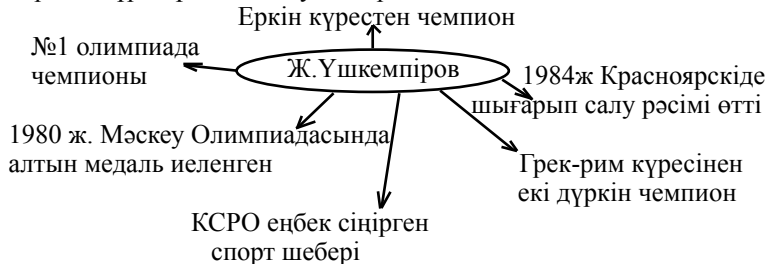 Еркін күрестен чемпион
№1 олимпиада
чемпионы
Ж.Үшкемпіров
1984ж Красноярскіде
шығарып салу рәсімі өтті
1980 ж. Мәскеу Олимпиадасында
алтын медаль иеленген
Грек-рим күресінен
екі дүркін чемпион
КСРО еңбек сіңірген
спорт шебері